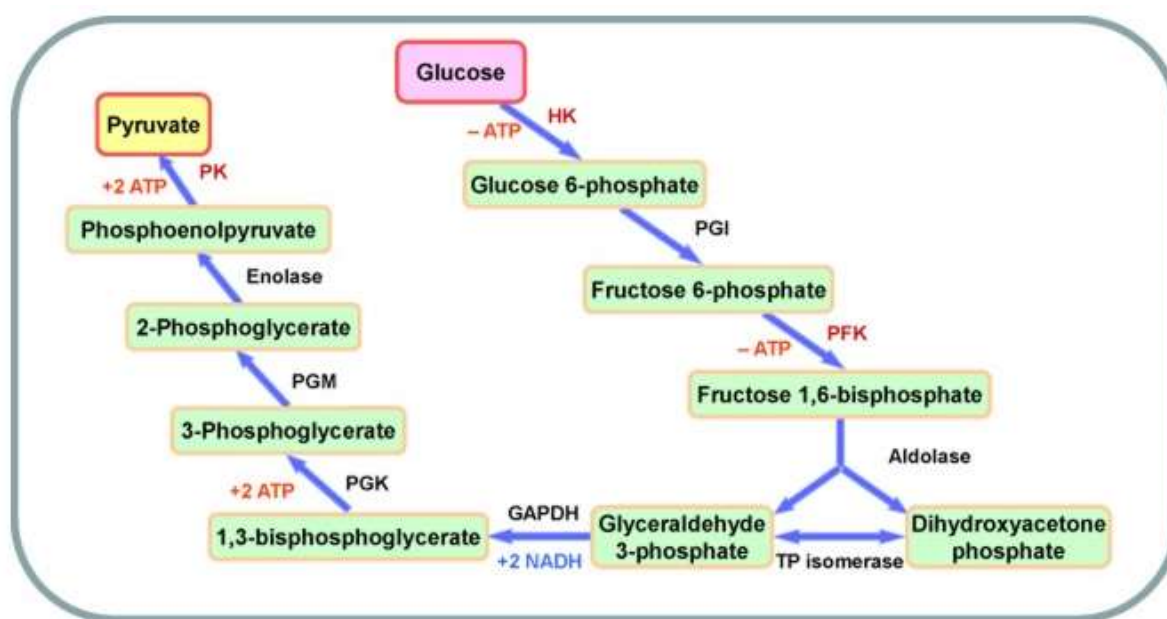 Glucose
HK
– ATP
Glucose 6-phosphate
PGI
Fructose 6-phosphate
PFK
– ATP
Fructose 1,6-bisphosphate
Aldolase
Dihydroxyacetone
phosphate
TP isomerase
Glyceraldehyde
3-phosphate
GAPDH
+2 NADH
1,3-bisphosphoglycerate
PGK
+2 ATP
3-Phosphoglycerate
PGM
2-Phosphoglycerate
Enolase
Phosphoenolpyruvate
PK
+2 ATP
Pyruvate